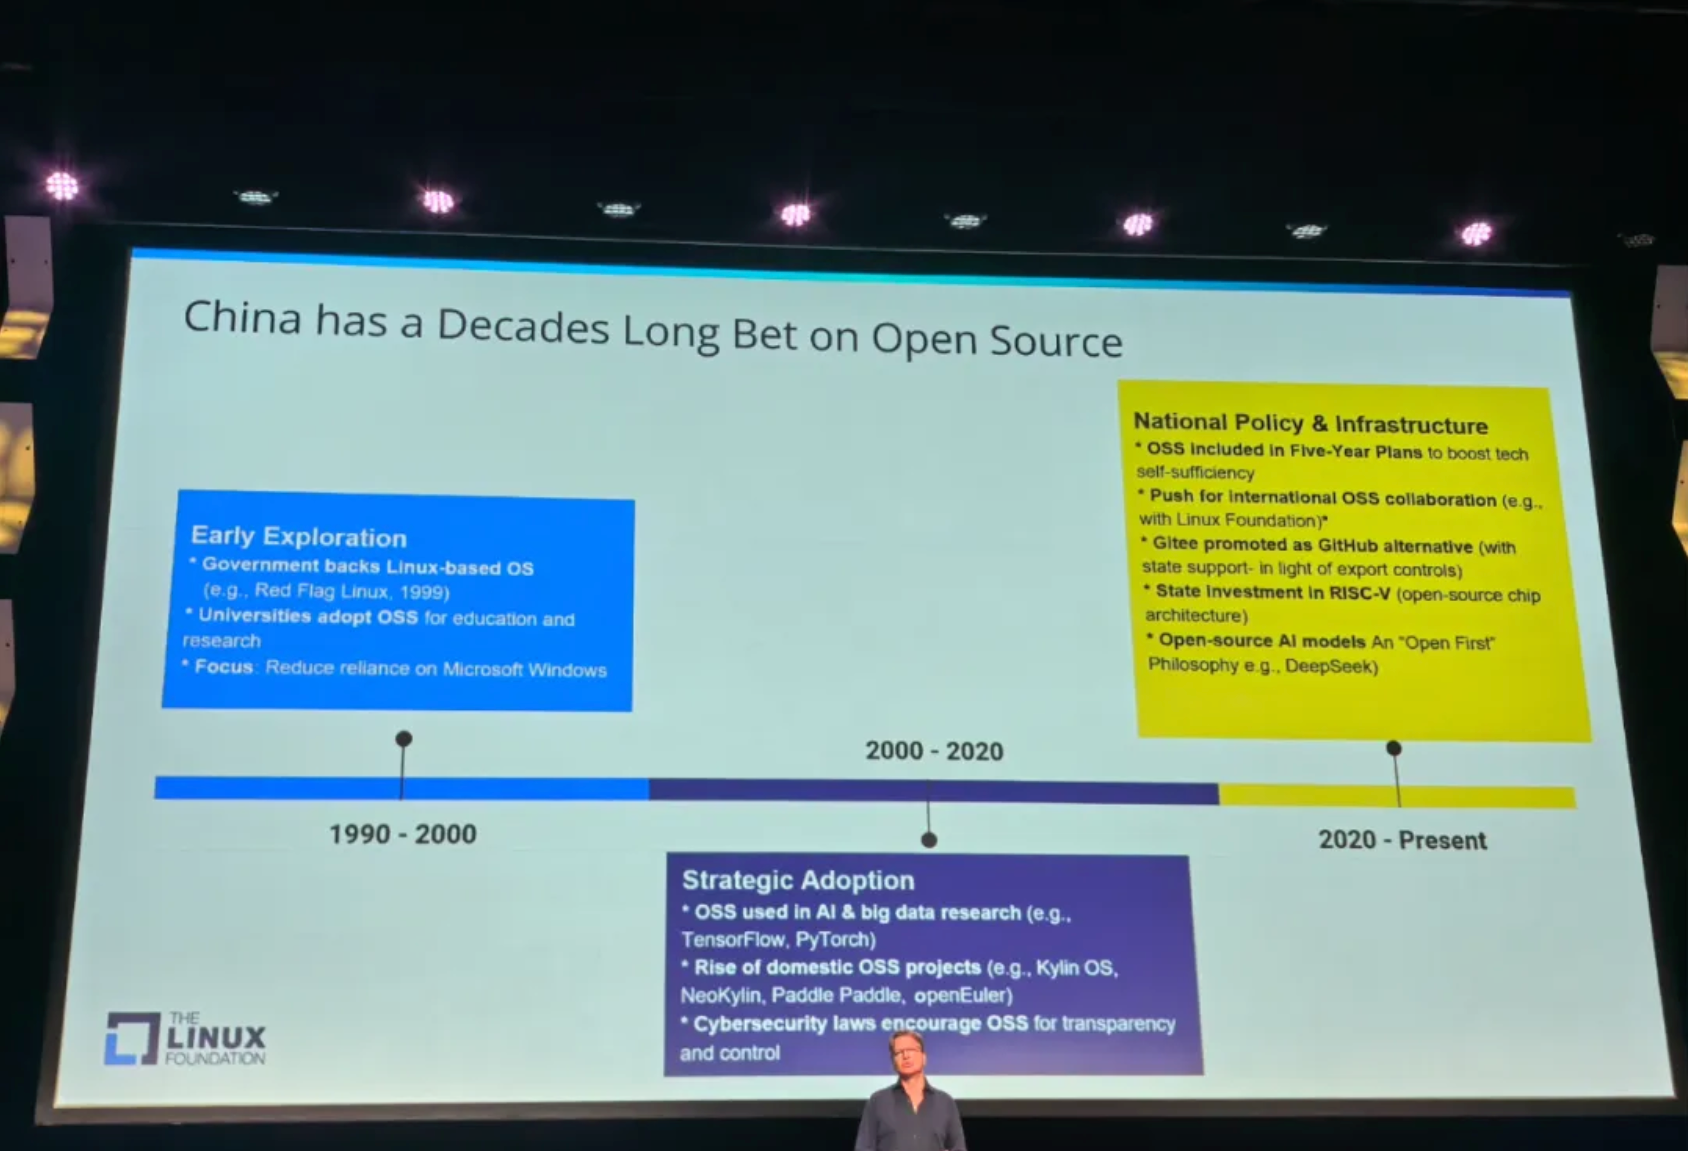 China has a Decades Long Bet on Open Source
Early Exploration
* Government backs Linux-based OS
(e.g., Red Flag Linux, 1999)
* Universities adopt OSS for education and
research
* Focus: Reduce reliance on Microsoft Windows
1990 - 2000
2000 - 2020
Strategic Adoption
* OSS used in AI & big data research (e.g.,
TensorFlow, PyTorch)
* Rise of domestic OSS projects (e.g., Kylin OS,
NeoKylin, Paddle Paddle, openEuler)
* Cybersecurity laws encourage OSS for transparency
and control
National Policy & Infrastructure
* OSS included in Five-Year Plans to boost tech
self-sufficiency
* Push for international OSS collaboration (e.g.,
with Linux Foundation)*
* Gitee promoted as GitHub alternative (with
state support- in light of export controls)
* State Investment in RISC-V (open-source chip
architecture)
* Open-source AI models An "Open First"
Philosophy e.g., DeepSeek)
2020 - Present
THE
LINUX
FOUNDATION